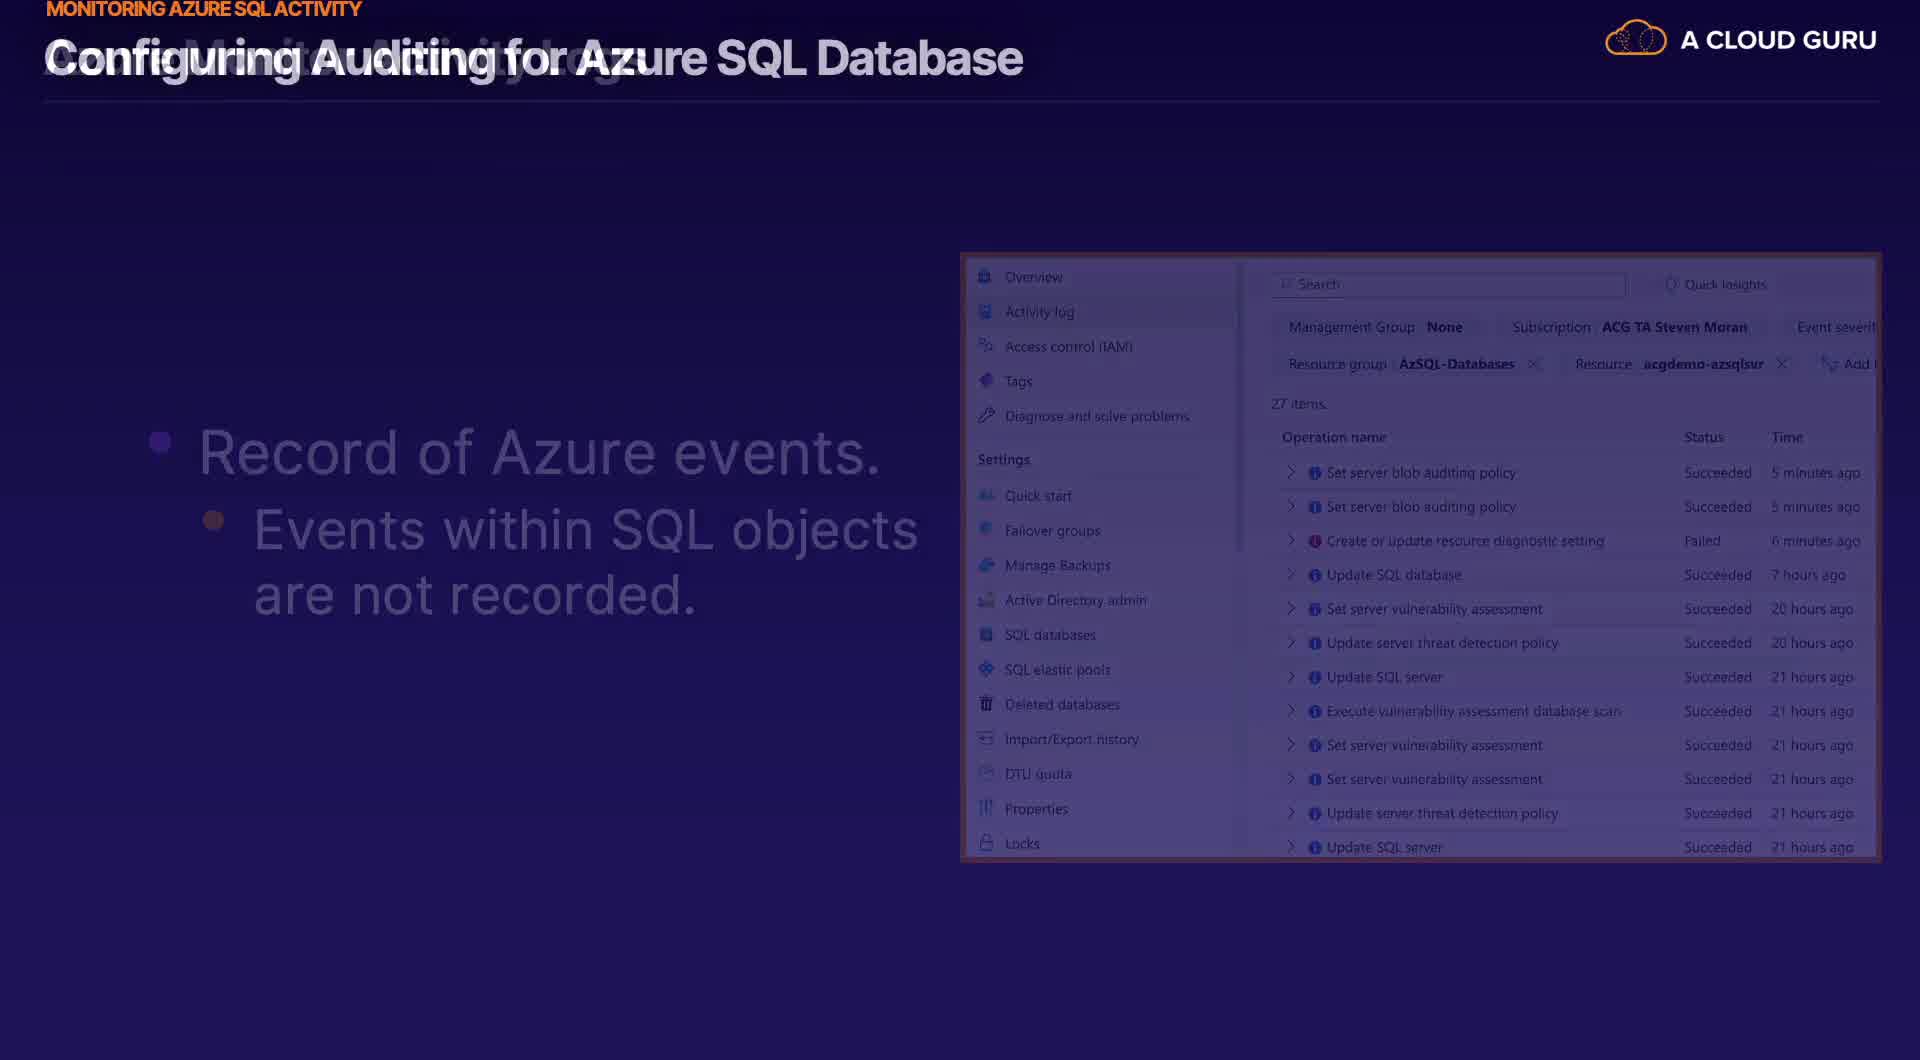 MONITORING AZURE SQL ACTIVITY
Configuring Auditing for Azure SQL Database
A CLOUD GURU
Record of Azure events.
Events within SQL objects
are not recorded.
Overview
Activity log
Access control (IAM)
Tags
Diagnose and solve problems
Settings
Quick start
Failover groups
Manage Backups
Active Directory admin
SQL databases
SQL elastic pools
Deleted databases
Import/Export history
DTU quota
Properties
Locks
Search
Quick Insights
Management Group : None
Subscription : ACG TA Steven Moran
Event severit
Resource group : AzSQL-Databases
Resource : acgdemo-azsqlsvr
Add
27 items.
Operation name Status Time
Set server blob auditing policy Succeeded 5 minutes ago
Set server blob auditing policy Succeeded 5 minutes ago
Create or update resource diagnostic setting Failed 6 minutes ago
Update SQL database Succeeded 7 hours ago
Set server vulnerability assessment Succeeded 20 hours ago
Update server threat detection policy Succeeded 20 hours ago
Update SQL server Succeeded 21 hours ago
Execute vulnerability assessment database scan Succeeded 21 hours ago
Set server vulnerability assessment Succeeded 21 hours ago
Set server vulnerability assessment Succeeded 21 hours ago
Update server threat detection policy Succeeded 21 hours ago
Update SQL server Succeeded 21 hours ago